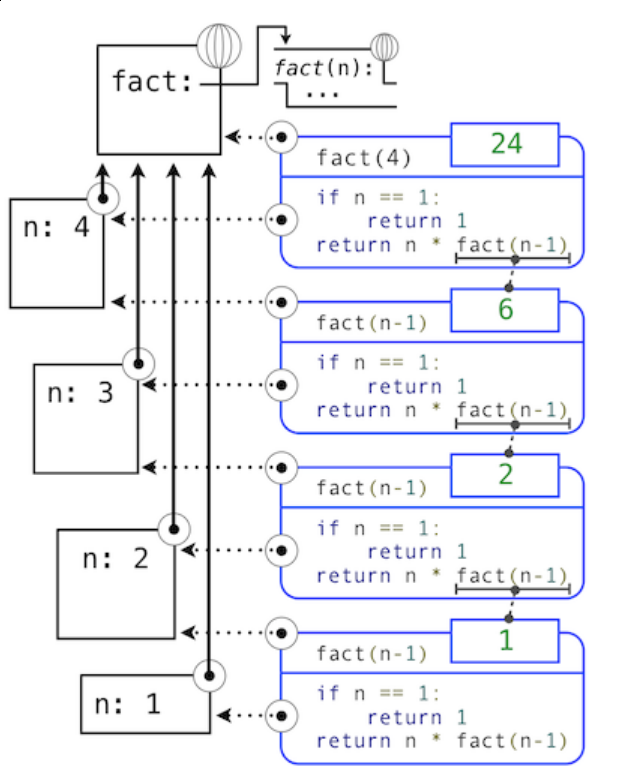 fact:
fact(n):
...
fact(4)
24
if n == 1:
return 1
return n * fact(n-1)
n: 4
fact(n-1)
6
if n == 1:
return 1
return n * fact(n-1)
n: 3
fact(n-1)
2
if n == 1:
return 1
return n * fact(n-1)
n: 2
fact(n-1)
1
if n == 1:
return 1
return n * fact(n-1)
n: 1